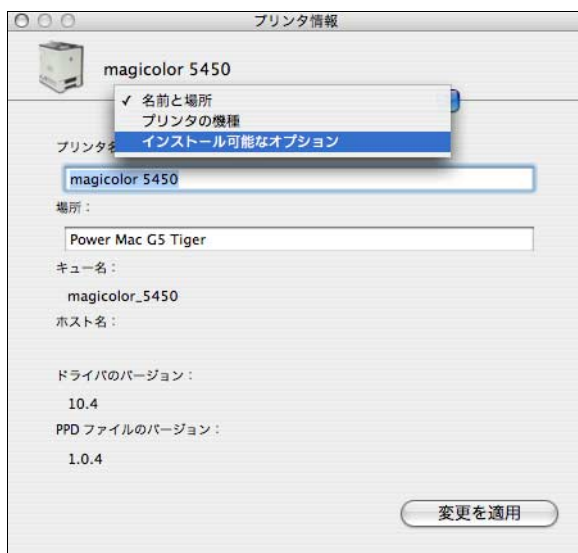 プリンタ情報
magicolor 5450
✓ 名前と場所
プリンタの機種
インストール可能なオプション
プリンタ
magicolor 5450
場所：
Power Mac G5 Tiger
キュー名：
magicolor_5450
ホスト名：
ドライバのバージョン：
10.4
PPD ファイルのバージョン：
1.0.4
変更を適用